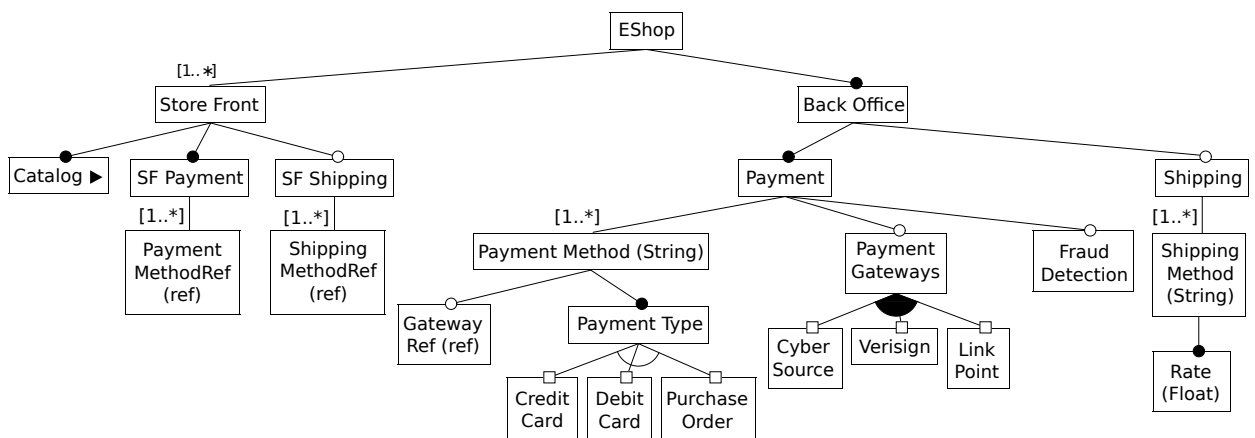 EShop
[1..*]
Store Front
Back Office
Catalog ▶
SF Payment
SF Shipping
Payment
Shipping
[1..*]
[1..*]
[1..*]
[1..*]
Payment
MethodRef
(ref)
Shipping
MethodRef
(ref)
Payment Method (String)
Payment
Gateways
Fraud
Detection
Shipping
Method
(String)
Gateway
Ref (ref)
Payment Type
Cyber
Source
Verisign
Link
Point
Rate
(Float)
Credit
Card
Debit
Card
Purchase
Order